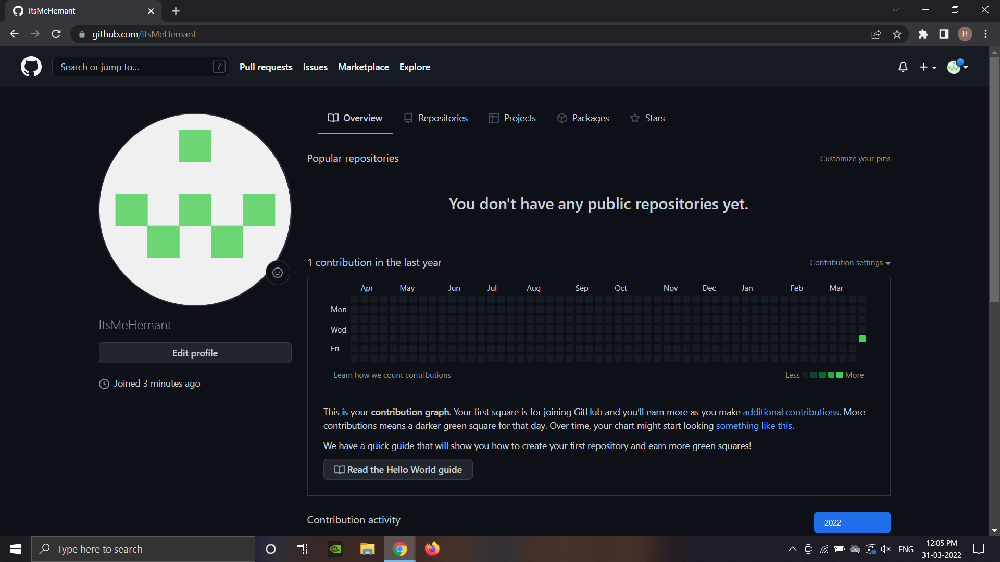 ItsMeHemant
github.com/ItsMeHemant
H
Search or jump to... /
Pull requests Issues Marketplace Explore
Overview Repositories Projects Packages Stars
Popular repositories Customize your pins
You don't have any public repositories yet.
1 contribution in the last year Contribution settings
Apr May Jun Jul Aug Sep Oct Nov Dec Jan Feb Mar
Mon
Wed
Fri
Learn how we count contributions Less More
ItsMeHemant
Edit profile
Joined 3 minutes ago
This is your contribution graph. Your first square is for joining GitHub and you’ll earn more as you make additional contributions. More
contributions means a darker green square for that day. Over time, your chart might start looking something like this.
We have a quick guide that will show you how to create your first repository and earn more green squares!
Read the Hello World guide
Contribution activity 2022
Type here to search
ENG
12:05 PM
31-03-2022